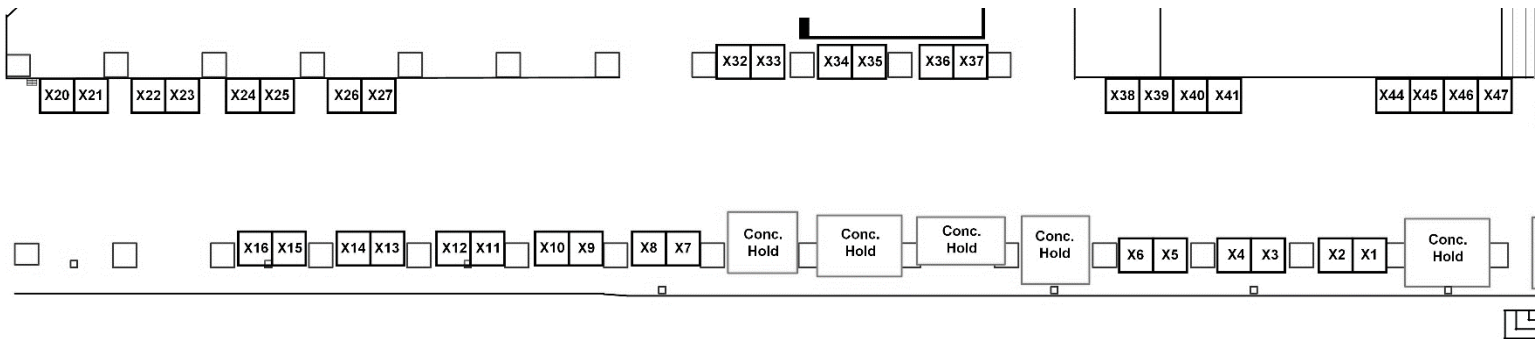 X32 X33 X34 X35 X36 X37
X20 X21 X22 X23 X24 X25 X26 X27 X38 X39 X40 X41 X44 X45 X46 X47
Conc. Hold
Conc. Hold
Conc. Hold
Conc. Hold
Conc. Hold
X16 X15 X14 X13 X12 X11 X10 X9 X8 X7 X6 X5 X4 X3 X2 X1